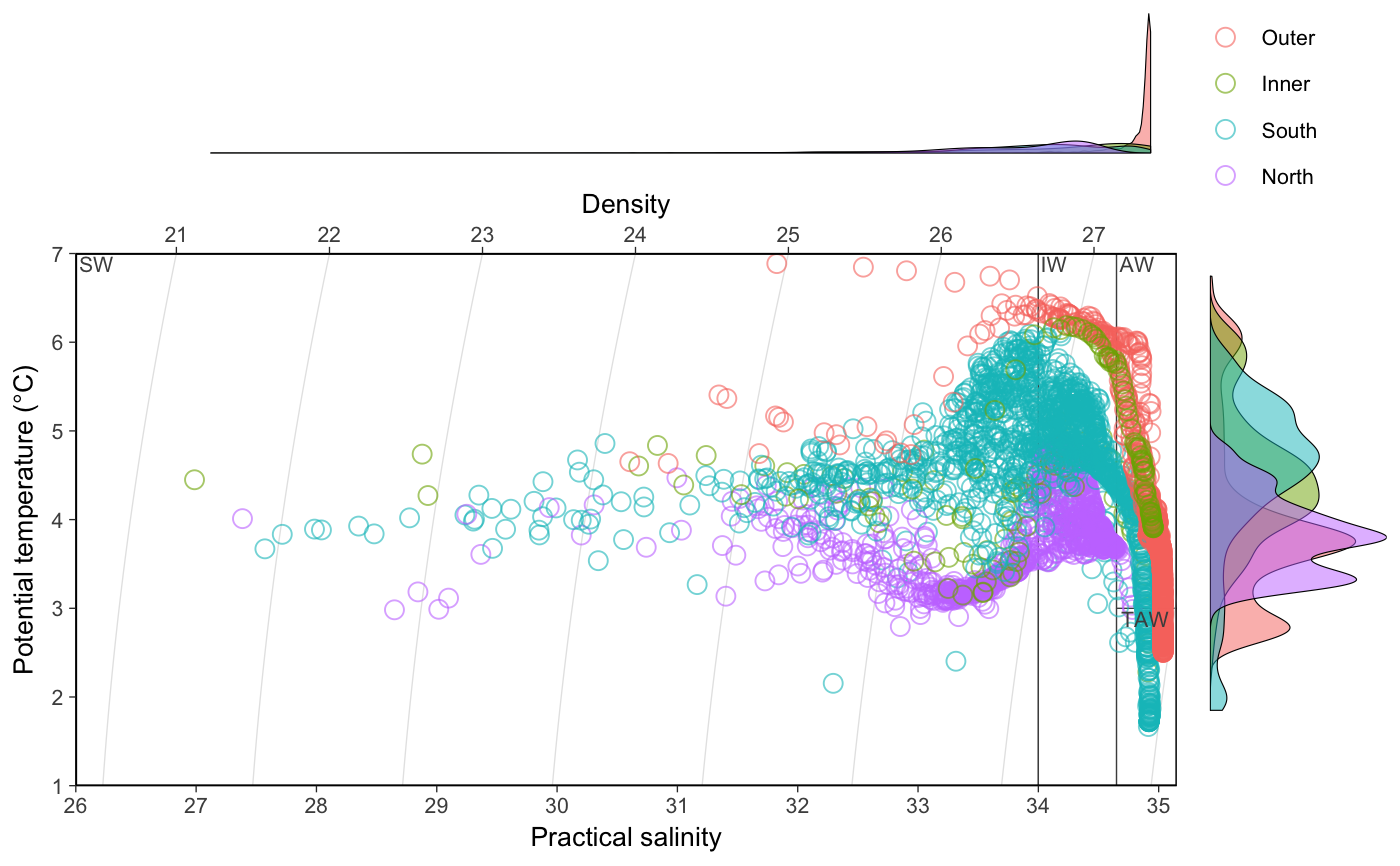 Outer
Inner
South
North
Density
21 22 23 24 25 26 27
SW IW AW
TAW
7
6
5
4
3
2
1
Potential temperature (°C)
26 27 28 29 30 31 32 33 34 35
Practical salinity